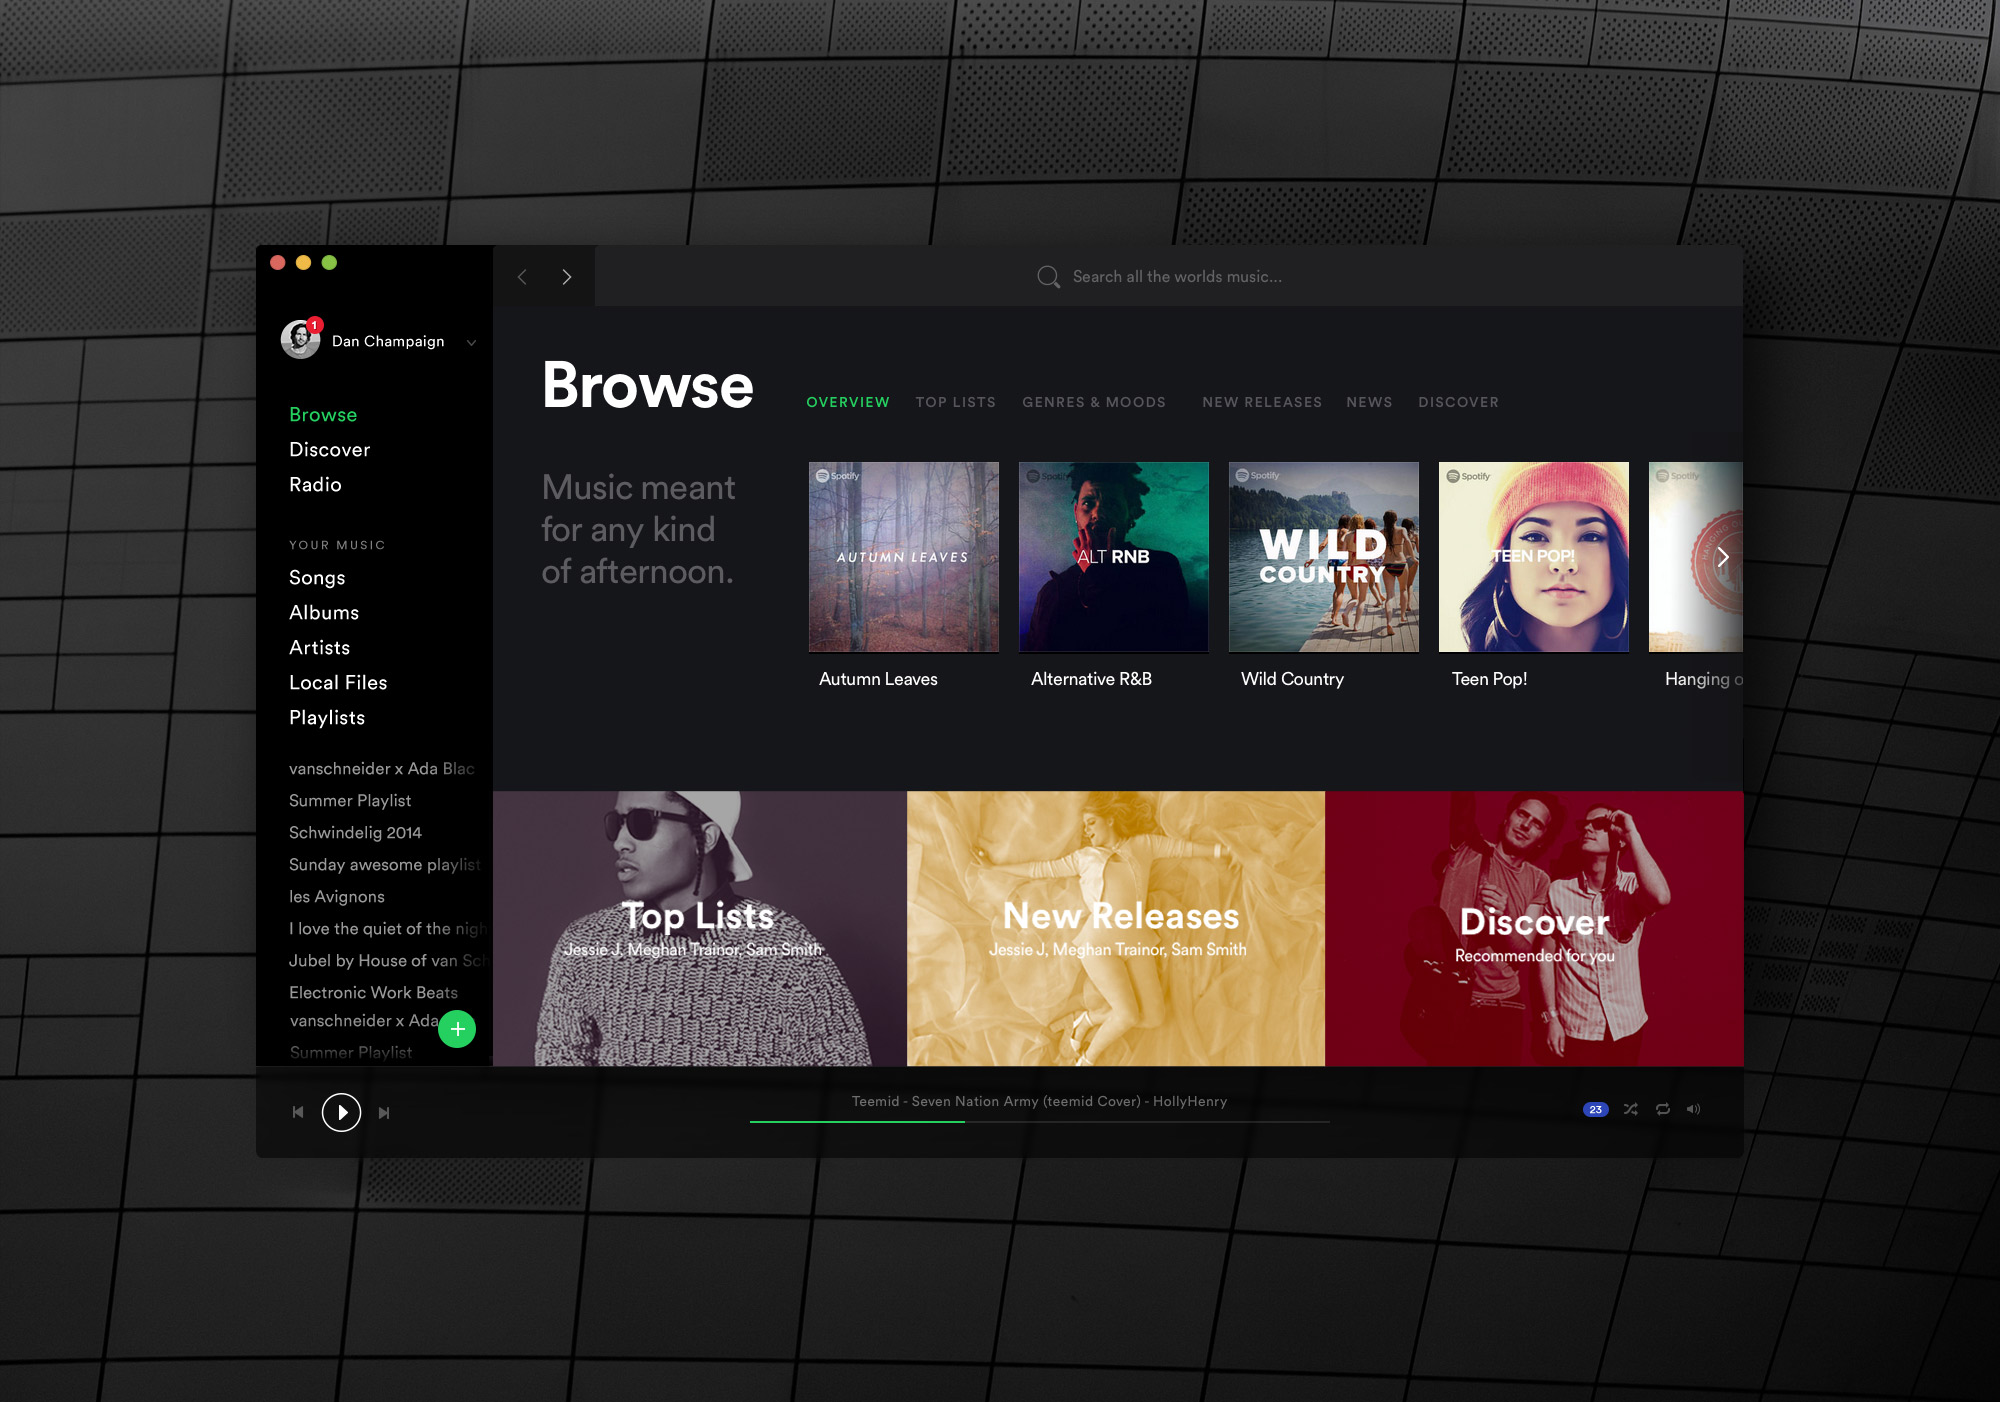 Search all the worlds music...
1
Dan Champaign
Browse
Discover
Radio
YOUR MUSIC
Songs
Albums
Artists
Local Files
Playlists
vanschneider x Ada Blac
Summer Playlist
Schwindelig 2014
Sunday awesome playlist
les Avignons
I love the quiet of the nigh
Jubel by House of van Sch
Electronic Work Beats
vanschneider x Ada
Summer Playlist
Browse
OVERVIEW TOP LISTS GENRES & MOODS NEW RELEASES NEWS DISCOVER
Music meant
for any kind
of afternoon.
Spotify
AUTUMN LEAVES
Autumn Leaves
Spotify
ALT RNB
Alternative R&B
Spotify
WILD
COUNTRY
Wild Country
Spotify
TEEN POP!
Teen Pop!
Spotify
Hanging o
Top Lists
Jessie J, Meghan Trainor, Sam Smith
New Releases
Jessie J, Meghan Trainor, Sam Smith
Discover
Recommended for you
Teemid - Seven Nation Army (teemid Cover) - HollyHenry
23